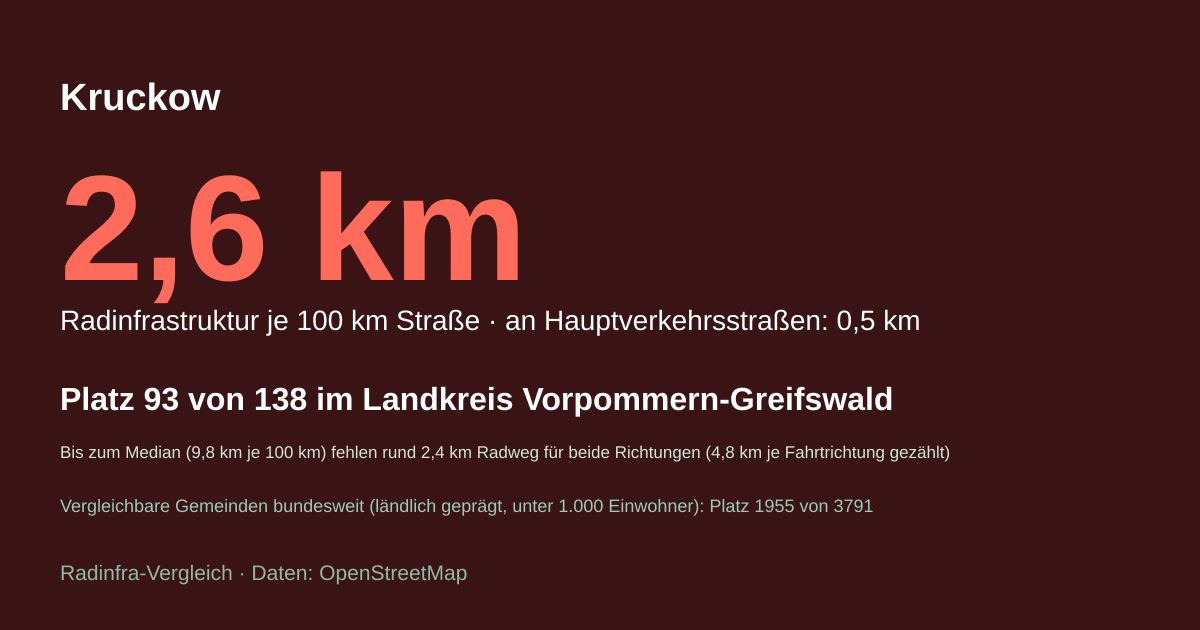 Kruckow
2,6 km
Radinfrastruktur je 100 km Straße · an Hauptverkehrsstraßen: 0,5 km
Platz 93 von 138 im Landkreis Vorpommern-Greifswald
Bis zum Median (9,8 km je 100 km) fehlen rund 2,4 km Radweg für beide Richtungen (4,8 km je Fahrtrichtung gezählt)
Vergleichbare Gemeinden bundesweit (ländlich geprägt, unter 1.000 Einwohner): Platz 1955 von 3791
Radinfra-Vergleich · Daten: OpenStreetMap